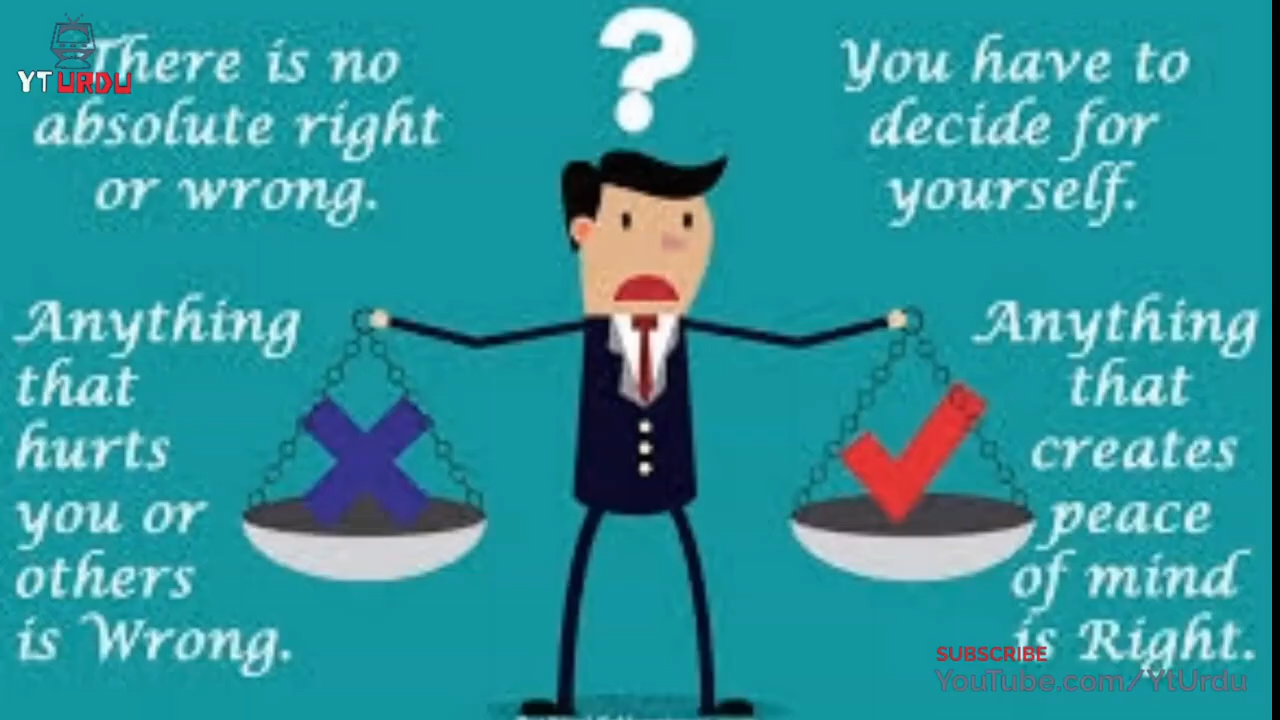 YT URDU
There is no
absolute right
or wrong.
?
You have to
decide for
yourself.
Anything
that
hurts
you or
others
is Wrong.
Anything
that
creates
peace
of mind
is Right.
SUBSCRIBE
YouTube.com/YtUrdu